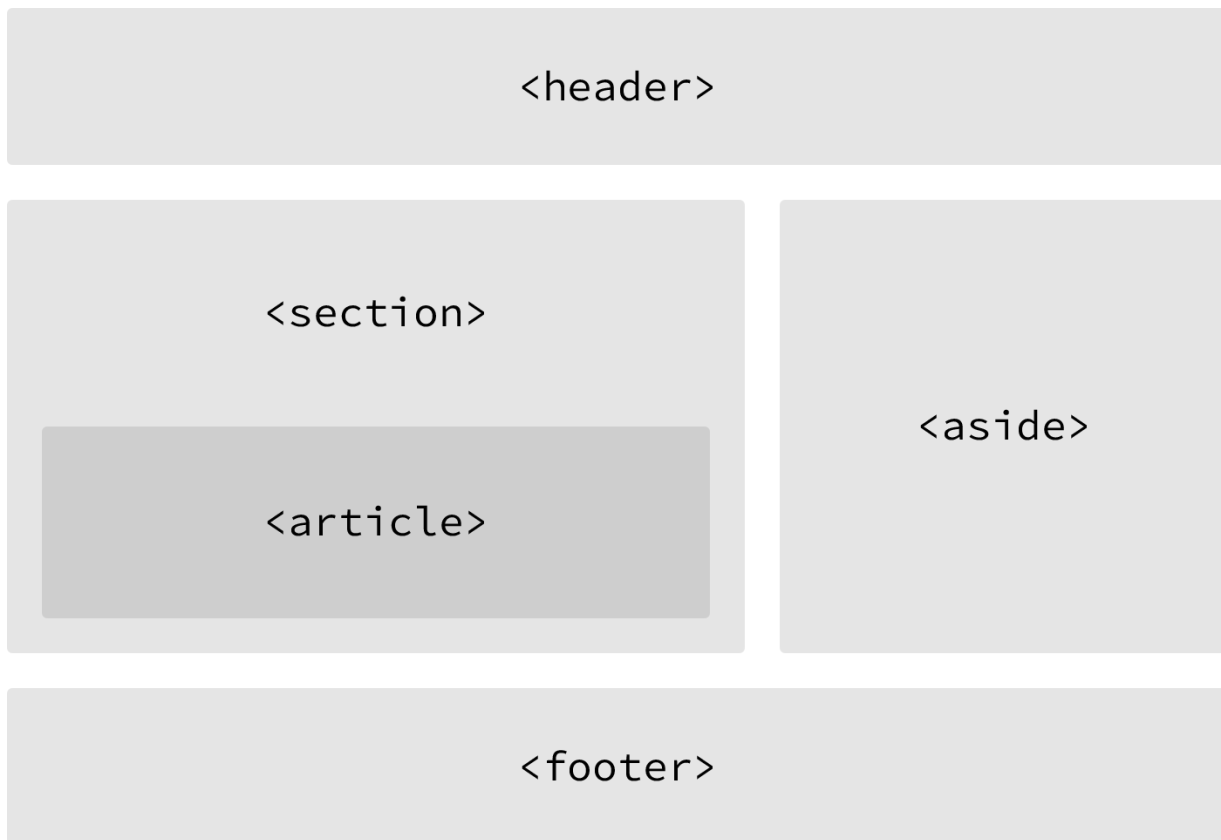 <header>
<section>
<article>
<aside>
<footer>